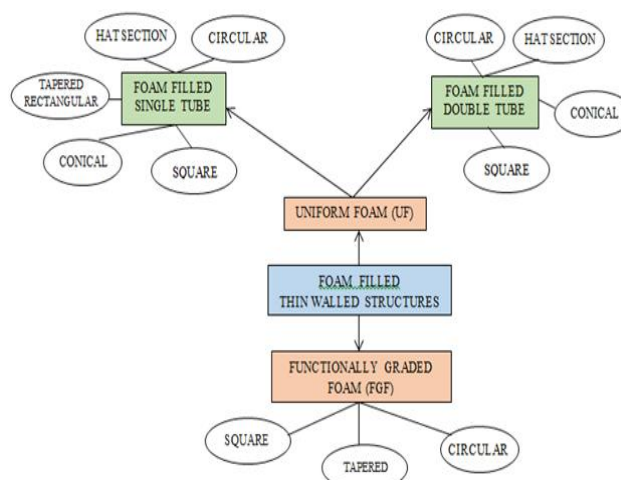 HAT SECTION
CIRCULAR
FOAM FILLED
SINGLE TUBE
TAPERED
RECTANGULAR
CONICAL
SQUARE
CIRCULAR
HAT SECTION
FOAM FILLED
DOUBLE TUBE
CONICAL
SQUARE
UNIFORM FOAM (UF)
FOAM FILLED
THIN WALLED STRUCTURES
FUNCTIONALLY GRADED
FOAM (FGF)
SQUARE
TAPERED
CIRCULAR